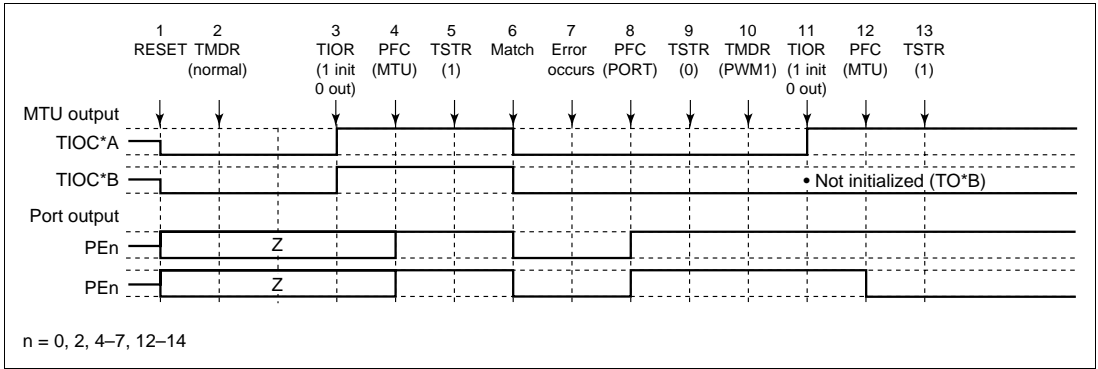 1 2 3 4 5 6 7 8 9 10 11 12 13
RESET TMDR TIOR PFC TSTR Match Error PFC TSTR TMDR TIOR PFC TSTR
(normal) (1 init (MTU) (1) occurs (PORT) (0) (PWM1) (1 init (MTU) (1)
0 out) 0 out)
MTU output
TIOC*A
TIOC*B • Not initialized (TO*B)
Port output
PEn Z
PEn Z
n = 0, 2, 4–7, 12–14